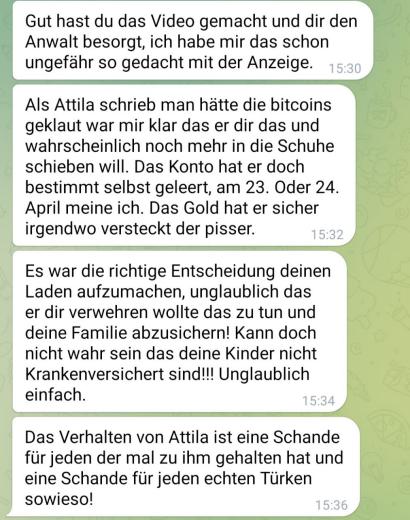 Gut hast du das Video gemacht und dir den
Anwalt besorgt, ich habe mir das schon
ungefähr so gedacht mit der Anzeige. 15:30
Als Attila schrieb man hätte die bitcoins
geklaut war mir klar das er dir das und
wahrscheinlich noch mehr in die Schuhe
schieben will. Das Konto hat er doch
bestimmt selbst geleert, am 23. Oder 24.
April meine ich. Das Gold hat er sicher
irgendwo versteckt der pisser. 15:32
Es war die richtige Entscheidung deinen
Laden aufzumachen, unglaublich das
er dir verwehren wollte das zu tun und
deine Familie abzusichern! Kann doch
nicht wahr sein das deine Kinder nicht
Krankenversichert sind!!! Unglaublich
einfach. 15:34
Das Verhalten von Attila ist eine Schande
für jeden der mal zu ihm gehalten hat und
eine Schande für jeden echten Türken
sowieso! 15:36